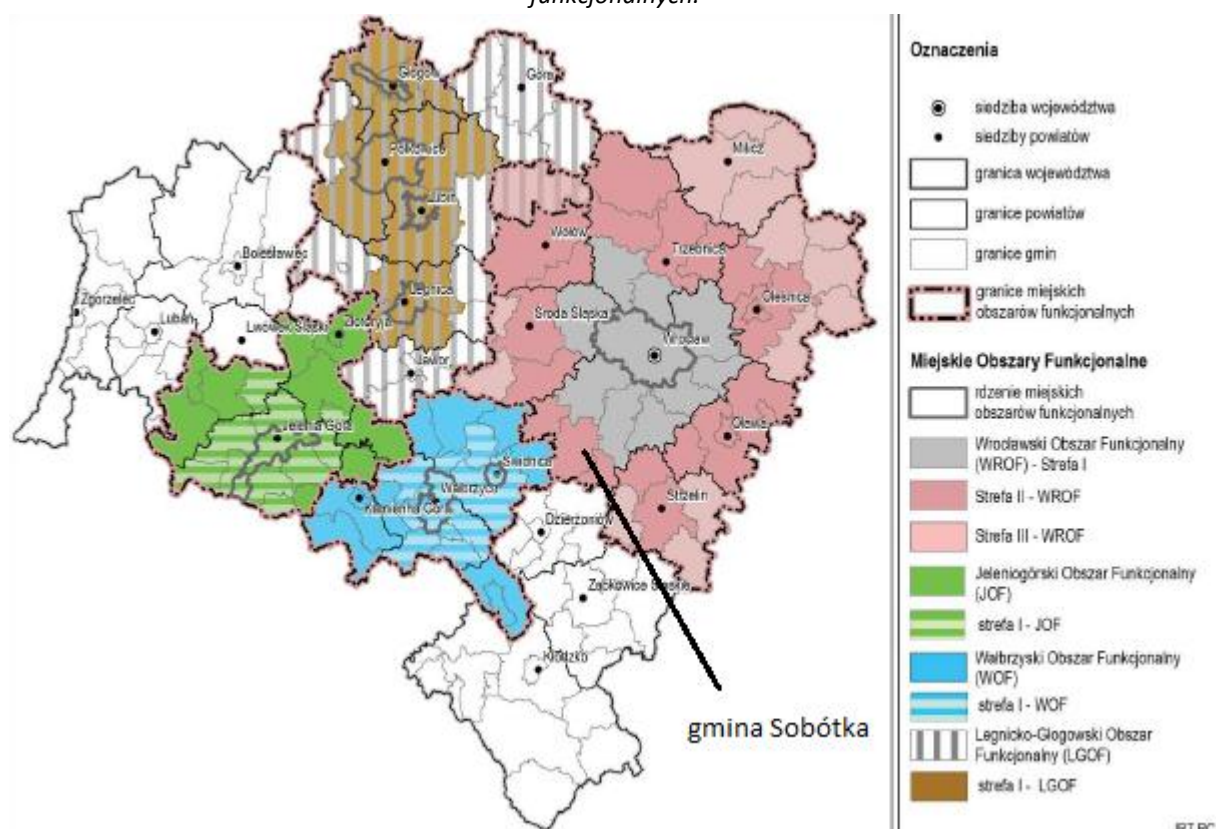 funkcjonalnych.
Głogów
Góra
Polkowice
Milicz
Lubin
Wołów
Trzebnica
Bolesławiec
Oleśnica
Zgorzelec
Legnica
Środa Śląska
Lubań
Lwówek Śląski
Złotoryja
Wrocław
Jawor
Jelenia Góra
Oława
Świdnica
Wałbrzych
Kamienna Góra
Strzelin
Dzierżoniów
Ząbkowice Śląskie
Kłodzko
gmina Sobótka
Oznaczenia
siedziba województwa
siedziby powiatów
granica województwa
granice powiatów
granice gmin
granice miejskich
obszarów funkcjonalnych
Miejskie Obszary Funkcjonalne
rdzenie miejskich
obszarów funkcjonalnych
Wrocławski Obszar Funkcjonalny
(WROF) - Strefa I
Strefa II - WROF
Strefa III - WROF
Jeleniogórski Obszar Funkcjonalny
(JOF)
strefa I - JOF
Wałbrzyski Obszar Funkcjonalny
(WOF)
strefa I - WOF
Legnicko-Głogowski Obszar
Funkcjonalny (LGOF)
strefa I - LGOF